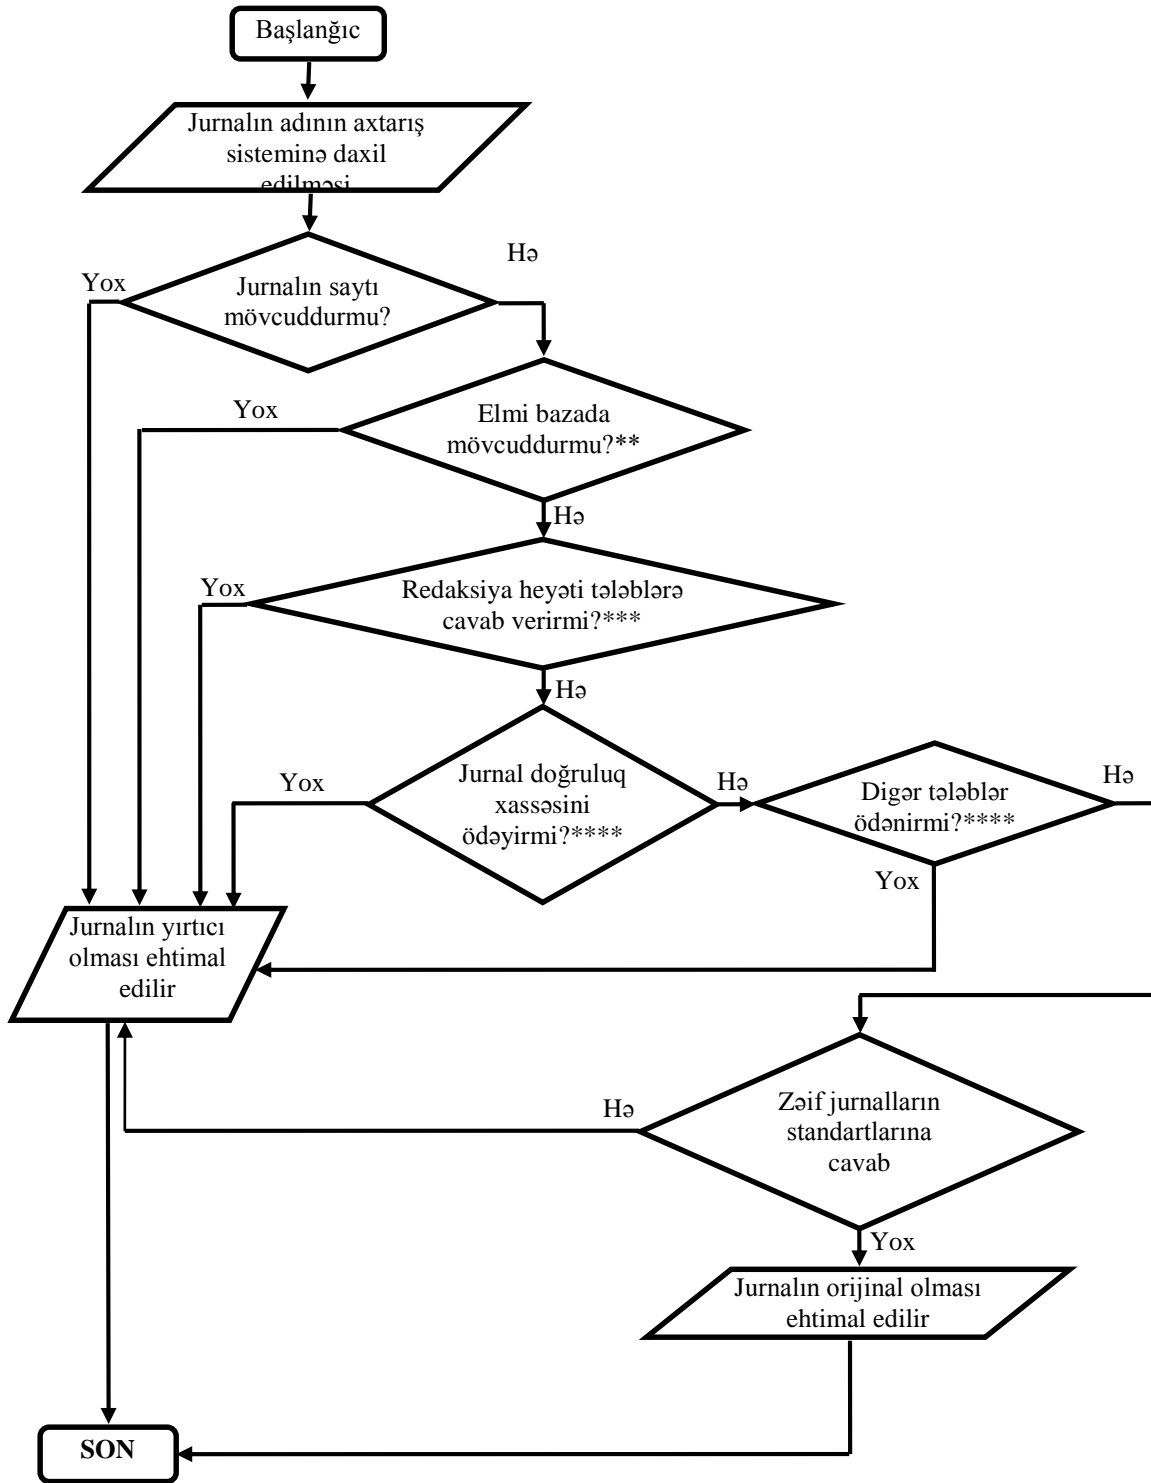 Başlanğıc
Jurnalın adının axtarış
sisteminə daxil
edilməsi
Hə
Yox
Jurnalın saytı
mövcuddurmu?
Yox
Elmi bazada
mövcuddurmu?**
Hə
Yox
Redaksiya heyəti tələblərə
cavab verirmi?***
Hə
Yox
Jurnal doğruluq
xassəsini
ödəyirmi?****
Hə
Digər tələblər
ödənirmi?****
Hə
Yox
Jurnalın yırtıcı
olması ehtimal
edilir
Hə
Zəif jurnalların
standartlarına
cavab
Yox
Jurnalın orijinal olması
ehtimal edilir
SON